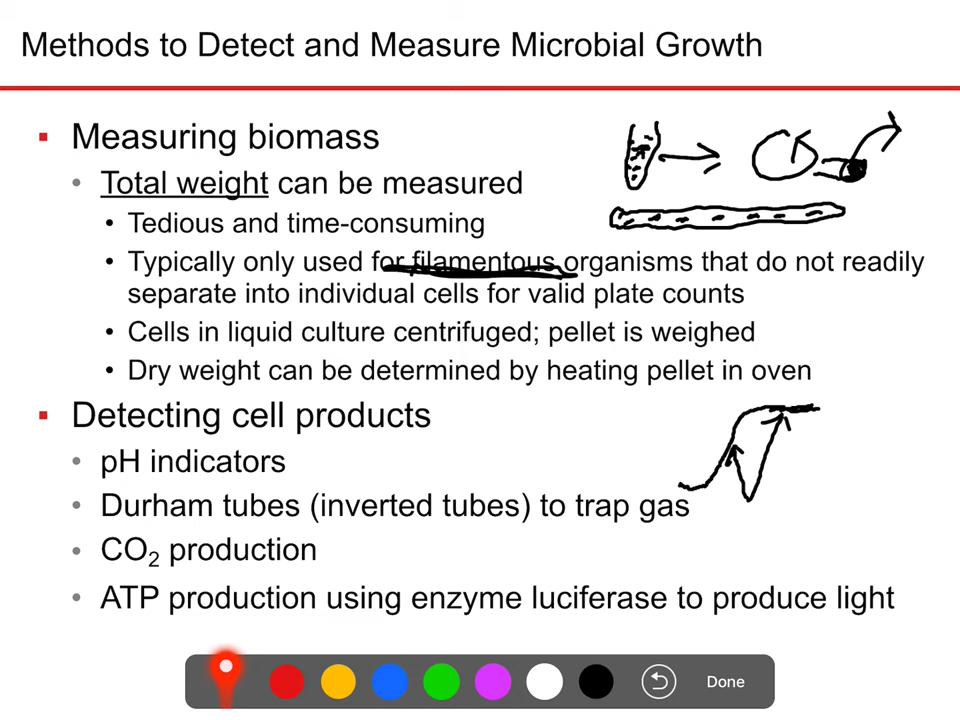 Methods to Detect and Measure Microbial Growth
▪ Measuring biomass
• Total weight can be measured
• Tedious and time-consuming
• Typically only used for filamentous organisms that do not readily
separate into individual cells for valid plate counts
• Cells in liquid culture centrifuged; pellet is weighed
• Dry weight can be determined by heating pellet in oven
▪ Detecting cell products
• pH indicators
• Durham tubes (inverted tubes) to trap gas
• CO₂ production
• ATP production using enzyme luciferase to produce light
Done